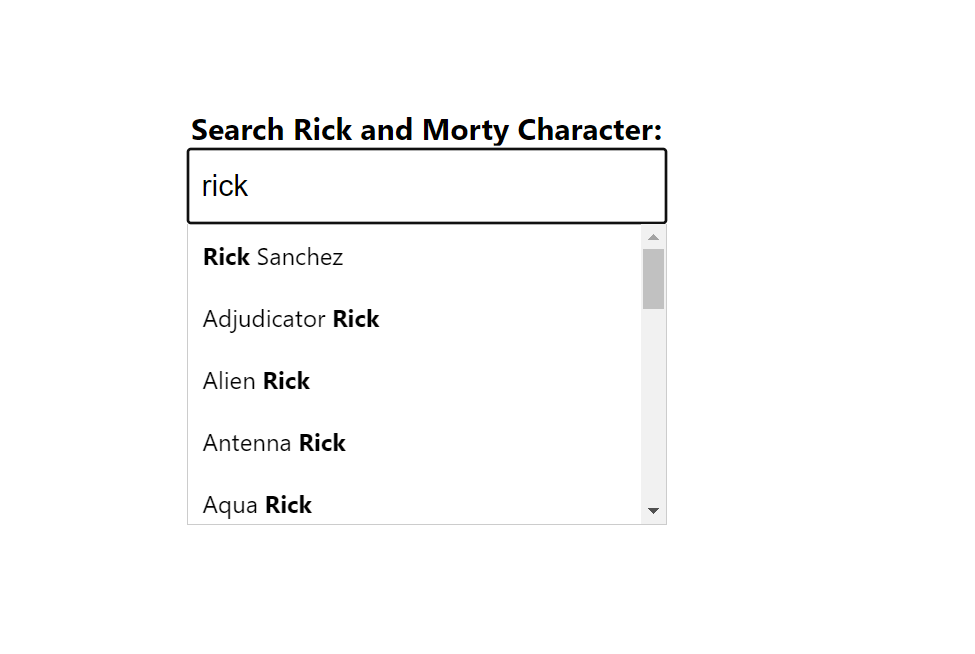 Search Rick and Morty Character:
rick
Rick Sanchez
Adjudicator Rick
Alien Rick
Antenna Rick
Aqua Rick